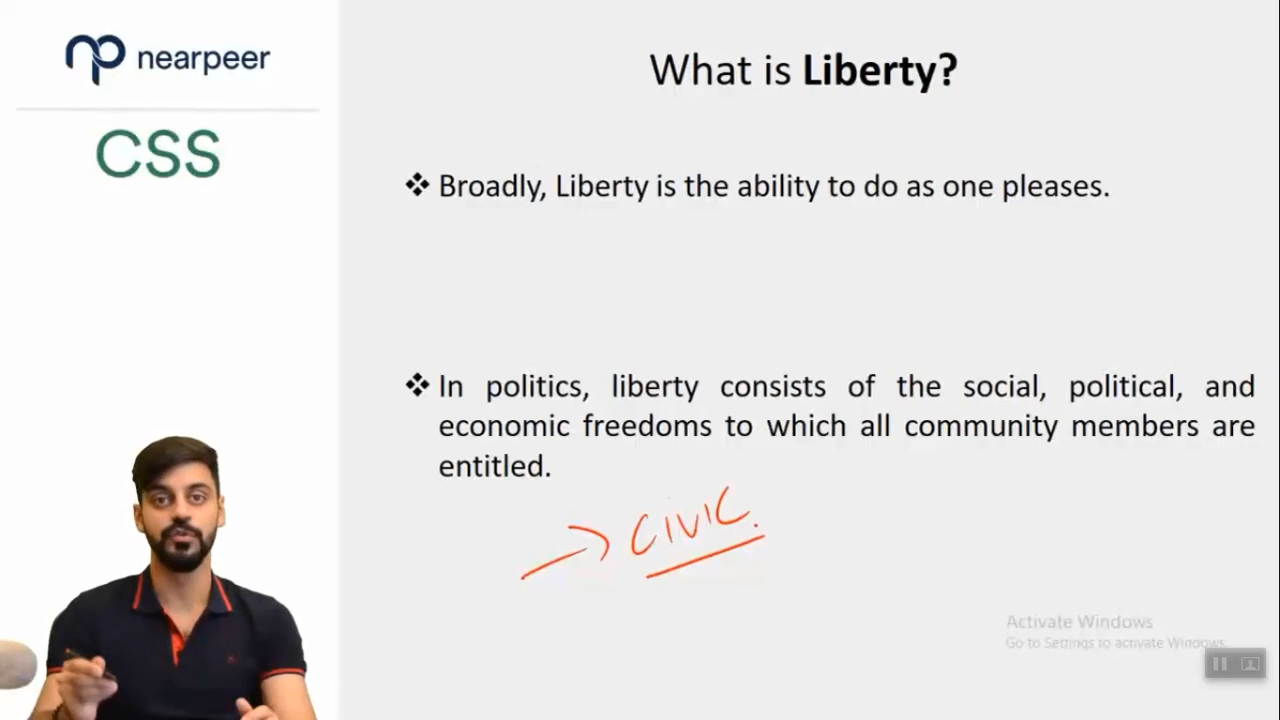 nearpeer
CSS
What is Liberty?
❖ Broadly, Liberty is the ability to do as one pleases.
❖ In politics, liberty consists of the social, political, and
economic freedoms to which all community members are
entitled.
→ CIVIC.
Activate Windows
Go to Settings to activate Windows.